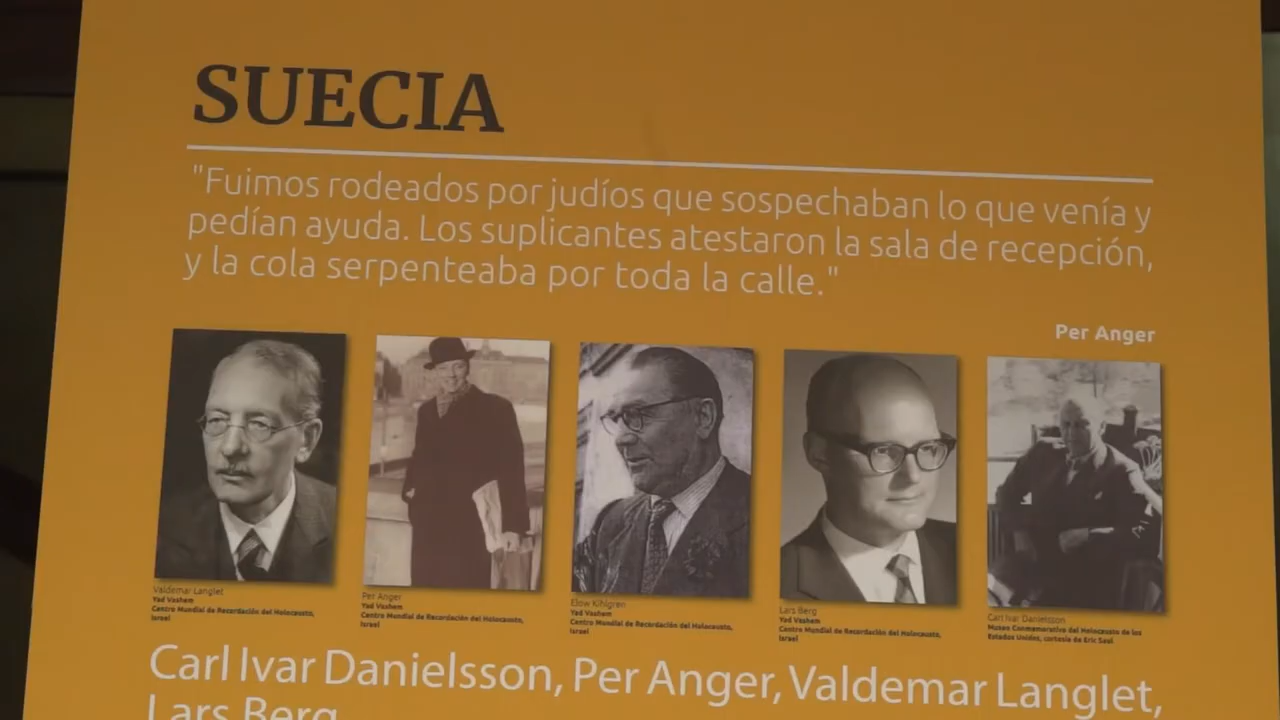 SUECIA
"Fuimos rodeados por judíos que sospechaban lo que venía y
pedían ayuda. Los suplicantes atestaron la sala de recepción,
y la cola serpenteaba por toda la calle."
Per Anger
Valdemar Langlet
Yad Vashem
Centro Mundial de Recordación del Holocausto,
Israel
Per Anger
Yad Vashem
Centro Mundial de Recordación del Holocausto,
Israel
Elow Kihlgren
Yad Vashem
Centro Mundial de Recordación del Holocausto,
Israel
Lars Berg
Yad Vashem
Centro Mundial de Recordación del Holocausto,
Israel
Carl Ivar Danielsson
Museo Conmemorativo del Holocausto de los
Estados Unidos, cortesía de Eric Saul
Carl Ivar Danielsson, Per Anger, Valdemar Langlet,
Lars Berg